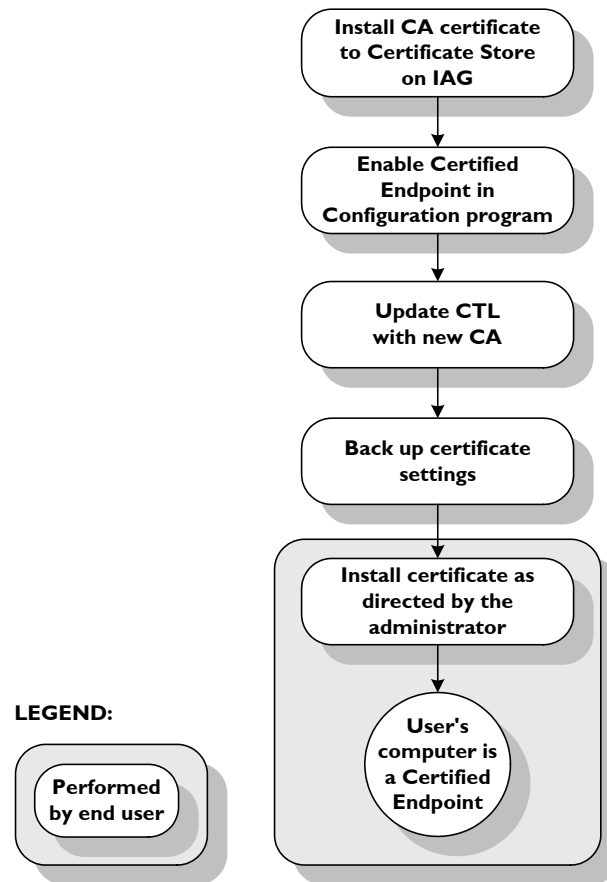 Install CA certificate
to Certificate Store
on IAG
Enable Certified
Endpoint in
Configuration program
Update CTL
with new CA
Back up certificate
settings
Install certificate as
directed by the
administrator
User's
computer is
a Certified
Endpoint
LEGEND:
Performed
by end user